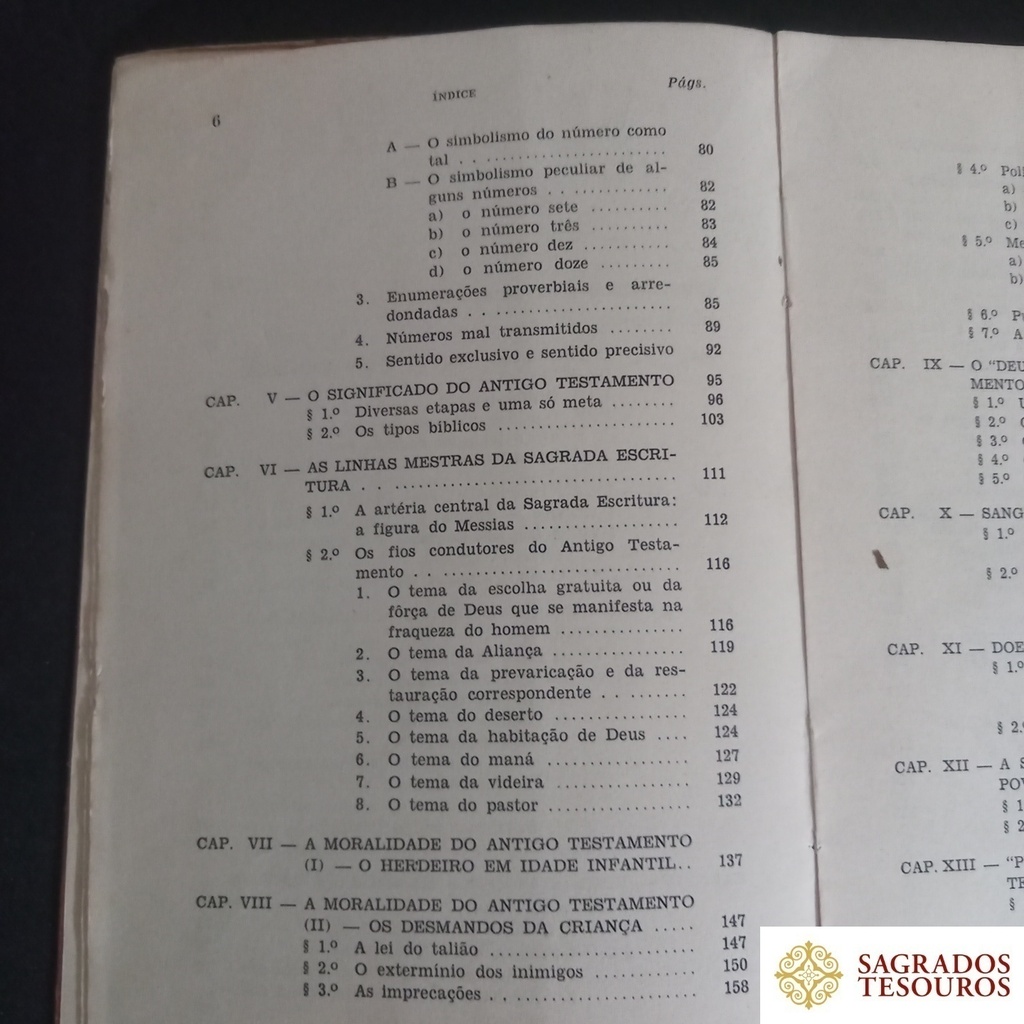 6
ÍNDICE
Págs.
A — O simbolismo do número como
tal . . ...................... 80
B — O simbolismo peculiar de al-
guns números . . ............ 82
a) o número sete .......... 82
b) o número três .......... 83
c) o número dez ........... 84
d) o número doze ......... 85
3. Enumerações proverbiais e arre-
dondadas . . ..................... 85
4. Números mal transmitidos ........ 89
5. Sentido exclusivo e sentido precisivo 92
CAP. V — O SIGNIFICADO DO ANTIGO TESTAMENTO 95
§ 1.º Diversas etapas e uma só meta ........ 96
§ 2.º Os tipos bíblicos ..................... 103
CAP. VI — AS LINHAS MESTRAS DA SAGRADA ESCRI-
TURA . . ................................ 111
§ 1.º A artéria central da Sagrada Escritura:
a figura do Messias .................. 112
§ 2.º Os fios condutores do Antigo Testa-
mento . . ............................ 116
1. O tema da escolha gratuita ou da
fôrça de Deus que se manifesta na
fraqueza do homem ............... 116
2. O tema da Aliança ................ 119
3. O tema da prevaricação e da res-
tauração correspondente . . ........ 122
4. O tema do deserto ................ 124
5. O tema da habitação de Deus .... 124
6. O tema do maná .................. 127
7. O tema da videira ................ 129
8. O tema do pastor ................. 132
CAP. VII — A MORALIDADE DO ANTIGO TESTAMENTO
(I) — O HERDEIRO EM IDADE INFANTIL.. 137
CAP. VIII — A MORALIDADE DO ANTIGO TESTAMENTO
(II) — OS DESMANDOS DA CRIANÇA ..... 147
§ 1.º A lei do talião ........................ 147
§ 2.º O extermínio dos inimigos ............ 150
§ 3.º As imprecações . . ..................... 158
§ 4.º
a)
b)
c)
§ 5.º
a)
b)
§ 6.º
§ 7.º
CAP. IX — O "DEU
MENTO
§ 1.º
§ 2.º
§ 3.º
§ 4.º
§ 5.º
CAP. X — SANG
§ 1.º
§ 2.º
CAP. XI — DOE
§ 1.º
§ 2.º
CAP. XII — A S
POV
§ 1
§ 2
CAP. XIII — "P
TE
§
SAGRADOS
TESOUROS